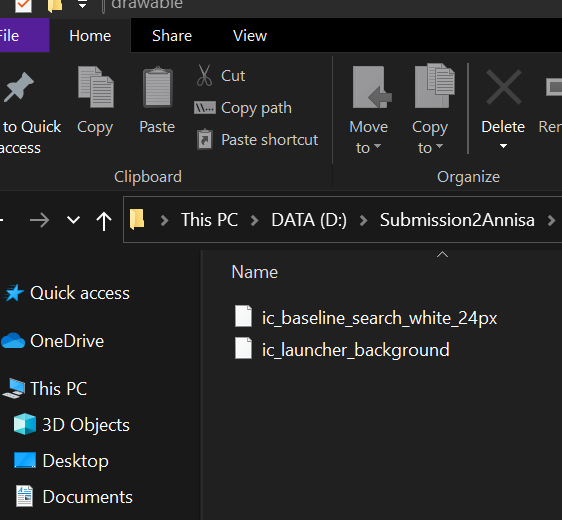 drawable
File
Home
Share
View
to Quick
access
Copy
Paste
Cut
Copy path
Paste shortcut
Move
to
Copy
to
Delete
Clipboard
Organize
This PC
DATA (D:)
Submission2Annisa
Name
Quick access
ic_baseline_search_white_24px
OneDrive
ic_launcher_background
This PC
3D Objects
Desktop
Documents